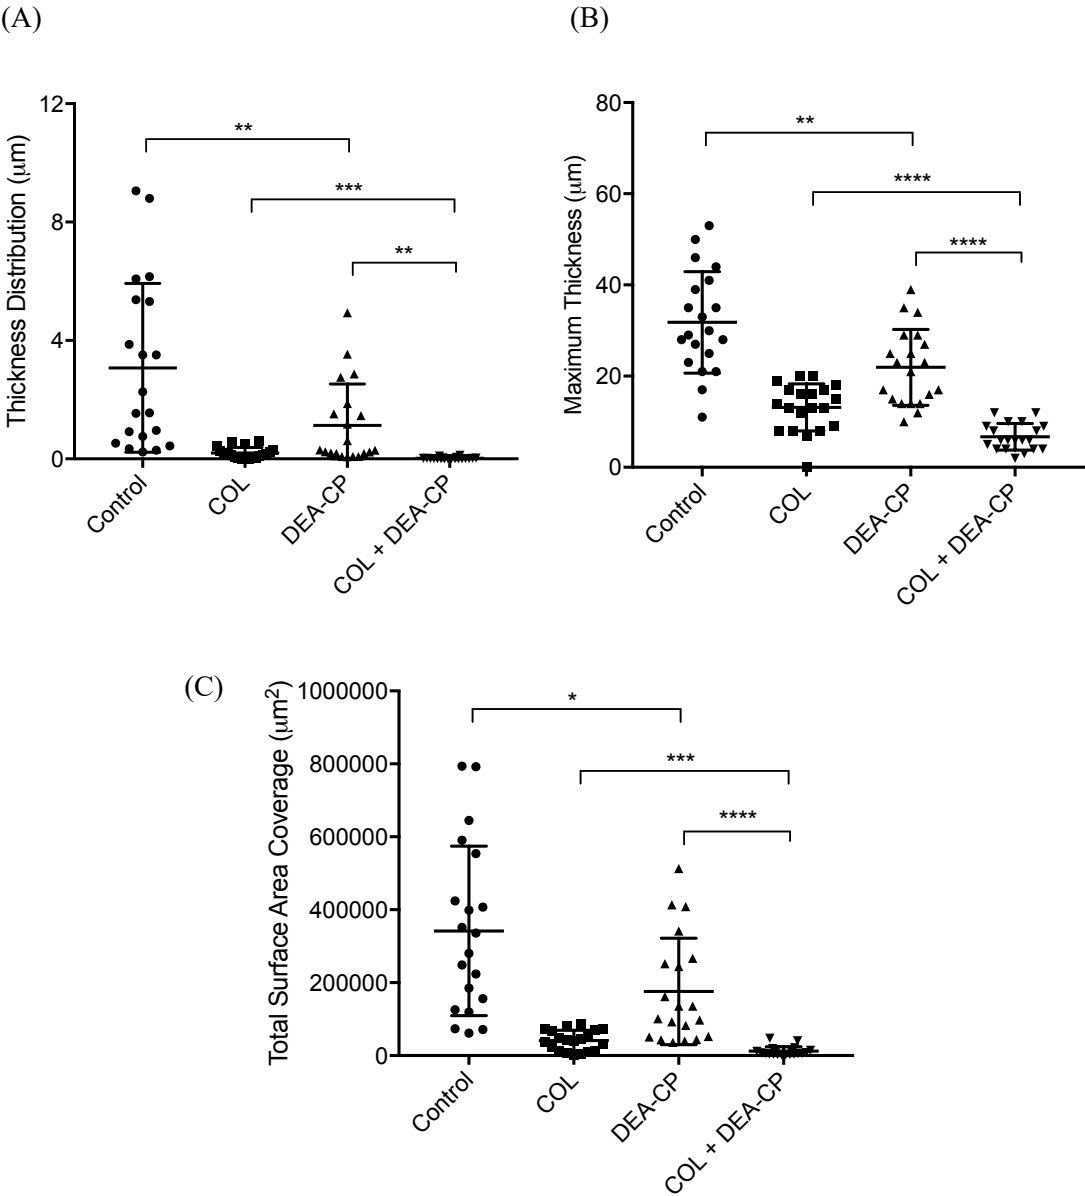 (A)
Thickness Distribution (μm)
12
8
4
0
**
***
**
Control
COL
DEA-CP
COL + DEA-CP
(B)
Maximum Thickness (μm)
80
60
40
20
0
**
****
****
Control
COL
DEA-CP
COL + DEA-CP
(C)
Total Surface Area Coverage (μm²)
1000000
800000
600000
400000
200000
0
*
***
****
Control
COL
DEA-CP
COL + DEA-CP